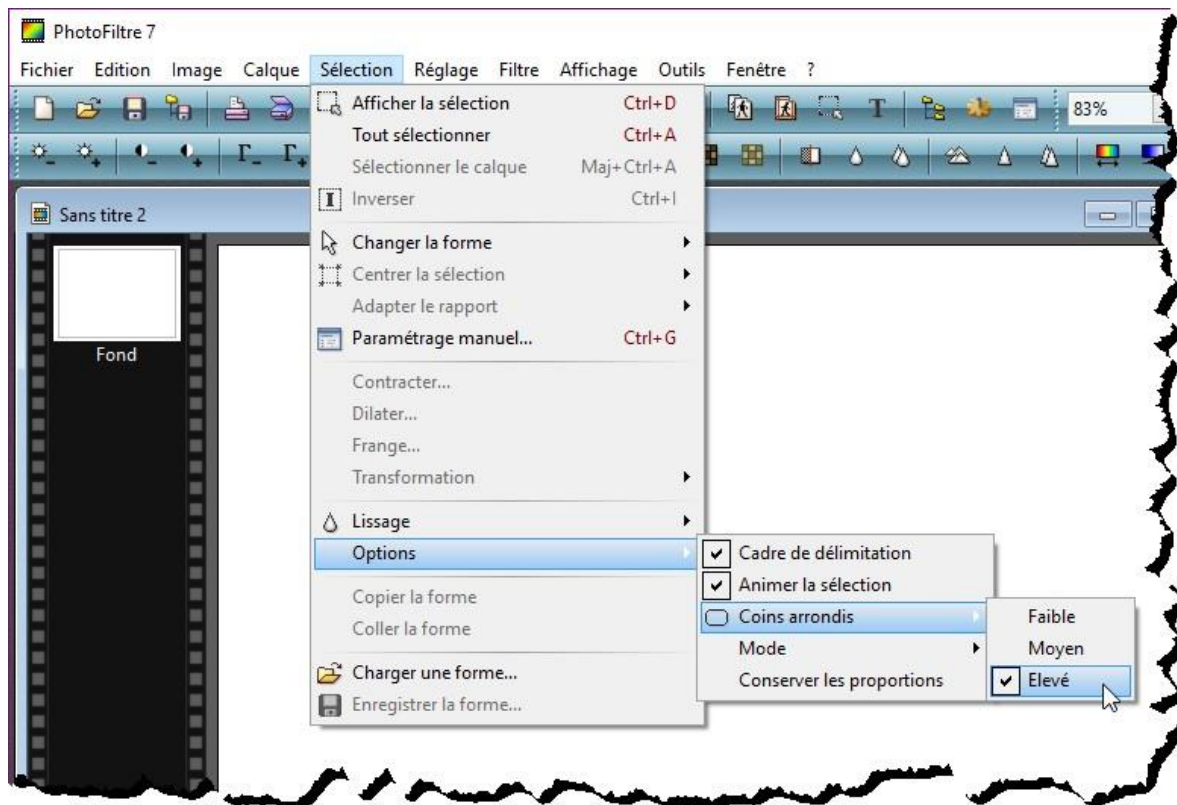 PhotoFiltre 7
Fichier Edition Image Calque Sélection Réglage Filtre Affichage Outils Fenêtre ?
T 83%
Γ- Γ+
Sans titre 2
Fond
Afficher la sélection Ctrl+D
Tout sélectionner Ctrl+A
Sélectionner le calque Maj+Ctrl+A
Inverser Ctrl+I
Changer la forme
Centrer la sélection
Adapter le rapport
Paramétrage manuel... Ctrl+G
Contracter...
Dilater...
Frange...
Transformation
Lissage
Options
Copier la forme
Coller la forme
Charger une forme...
Enregistrer la forme...
Cadre de délimitation
Animer la sélection
Coins arrondis
Mode
Conserver les proportions
Faible
Moyen
Elevé